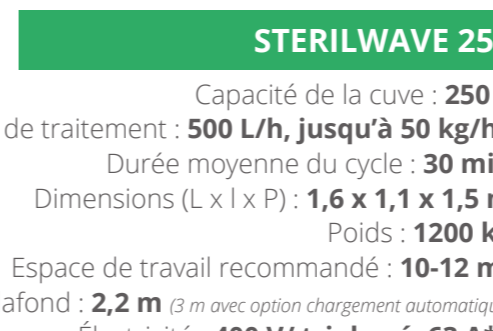 STERILWAVE 25
Capacité de la cuve : 250
de traitement : 500 L/h, jusqu’à 50 kg/h
Durée moyenne du cycle : 30 mi
Dimensions (L x l x P) : 1,6 x 1,1 x 1,5 m
Poids : 1200 k
Espace de travail recommandé : 10-12 m
afond : 2,2 m (3 m avec option chargement automatiqu